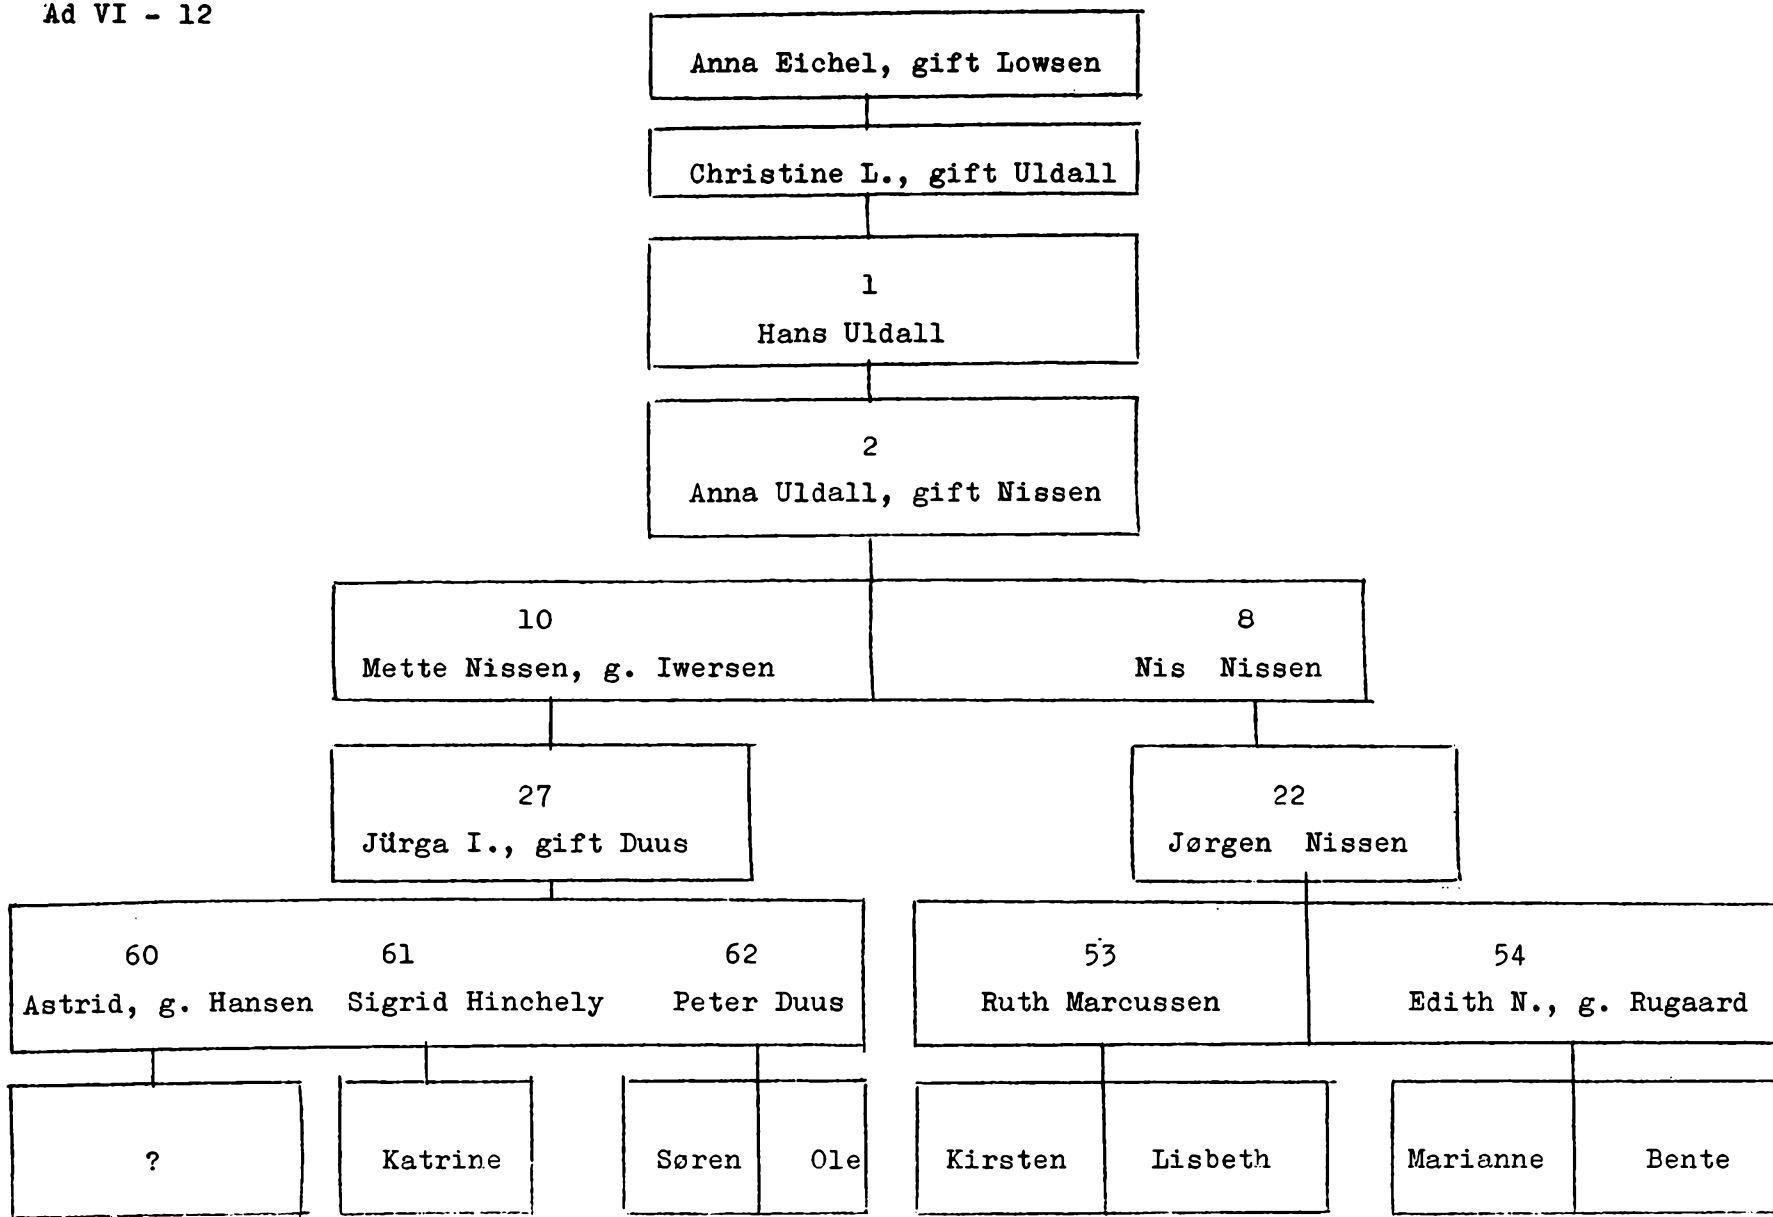 Ad VI - 12
Anna Eichel, gift Lowsen
Christine L., gift Uldall
1
Hans Uldall
2
Anna Uldall, gift Nissen
10 8
Mette Nissen, g. Iwersen Nis Nissen
27 22
Jürga I., gift Duus Jørgen Nissen
60 61 62 53 54
Astrid, g. Hansen Sigrid Hinchely Peter Duus Ruth Marcussen Edith N., g. Rugaard
? Katrine Søren Ole Kirsten Lisbeth Marianne Bente